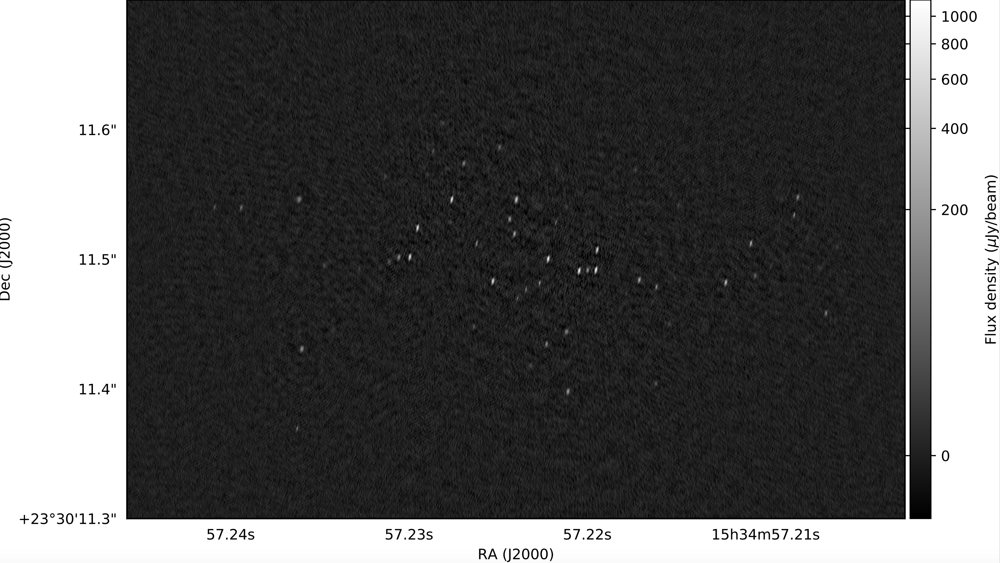 11.6"
11.5"
11.4"
+23°30'11.3"
Dec (J2000)
57.24s
57.23s
57.22s
15h34m57.21s
RA (J2000)
1000
800
600
400
200
0
Flux density (μJy/beam)